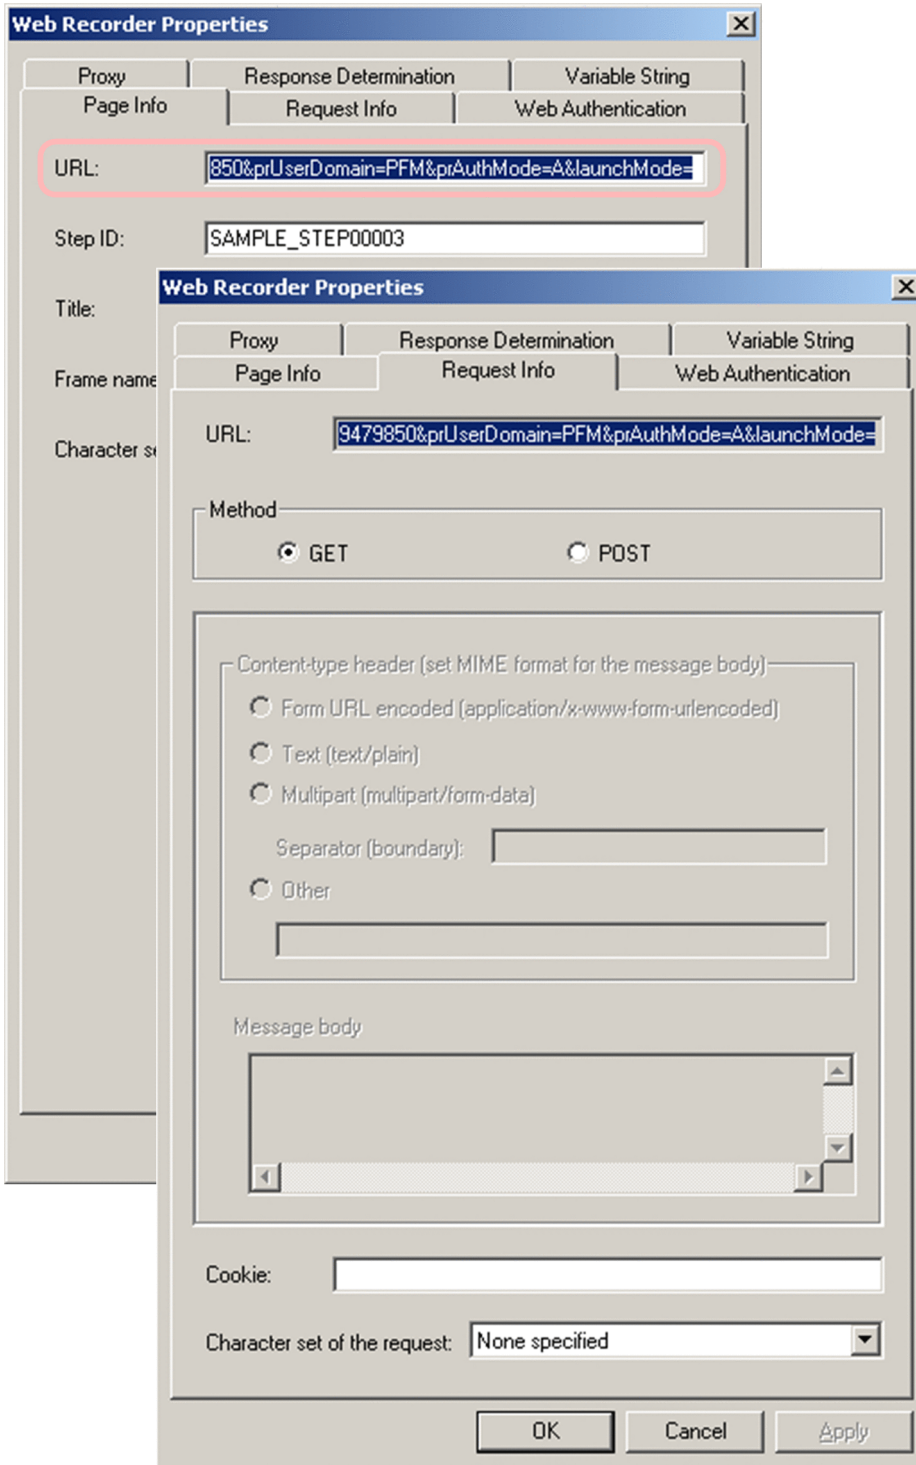 Web Recorder Properties
Proxy Response Determination Variable String
Page Info Request Info Web Authentication
URL: 850&prUserDomain=PFM&prAuthMode=A&launchMode=
Step ID: SAMPLE_STEP00003
Title:
Frame name
Character se
Web Recorder Properties
Proxy Response Determination Variable String
Page Info Request Info Web Authentication
URL: 9479850&prUserDomain=PFM&prAuthMode=A&launchMode=
Method
GET POST
Content-type header (set MIME format for the message body)
Form URL encoded (application/x-www-form-urlencoded)
Text (text/plain)
Multipart (multipart/form-data)
Separator (boundary):
Other
Message body
Cookie:
Character set of the request: None specified
OK Cancel Apply